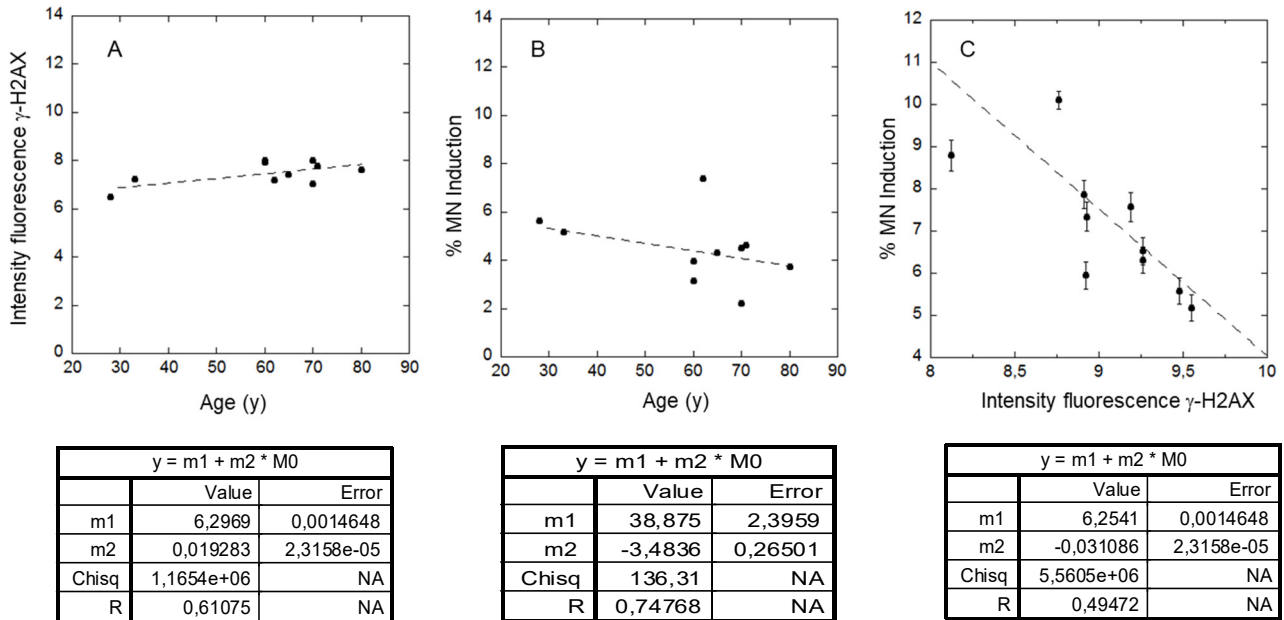 A
14
12
10
8
6
4
2
0
20 30 40 50 60 70 80 90
Intensity fluorescence γ-H2AX
Age (y)
B
14
12
10
8
6
4
2
0
20 30 40 50 60 70 80 90
% MN Induction
Age (y)
C
12
11
10
9
8
7
6
5
4
8 8,5 9 9,5 10
% MN Induction
Intensity fluorescence γ-H2AX
y = m1 + m2 * M0
Value Error
m1 6,2969 0,0014648
m2 0,019283 2,3158e-05
Chisq 1,1654e+06 NA
R 0,61075 NA
y = m1 + m2 * M0
Value Error
m1 38,875 2,3959
m2 -3,4836 0,26501
Chisq 136,31 NA
R 0,74768 NA
y = m1 + m2 * M0
Value Error
m1 6,2541 0,0014648
m2 -0,031086 2,3158e-05
Chisq 5,5605e+06 NA
R 0,49472 NA